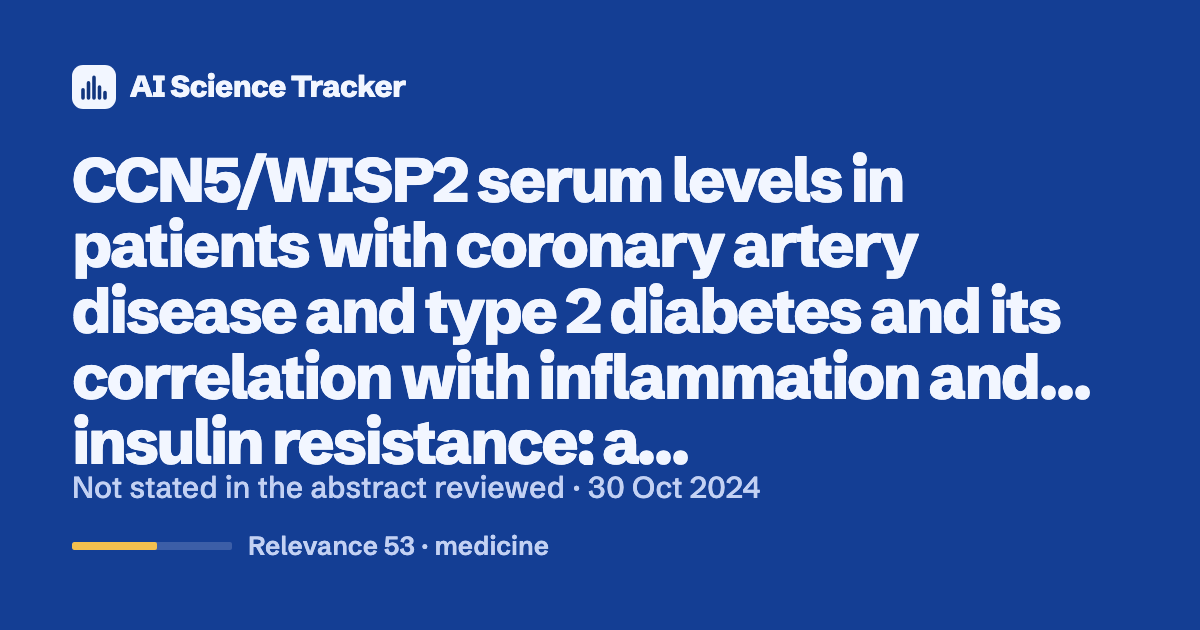 AI Science Tracker
CCN5/WISP2 serum levels in
patients with coronary artery
disease and type 2 diabetes and its
correlation with inflammation and...
insulin resistance: a...
Not stated in the abstract reviewed · 30 Oct 2024
Relevance 53 · medicine